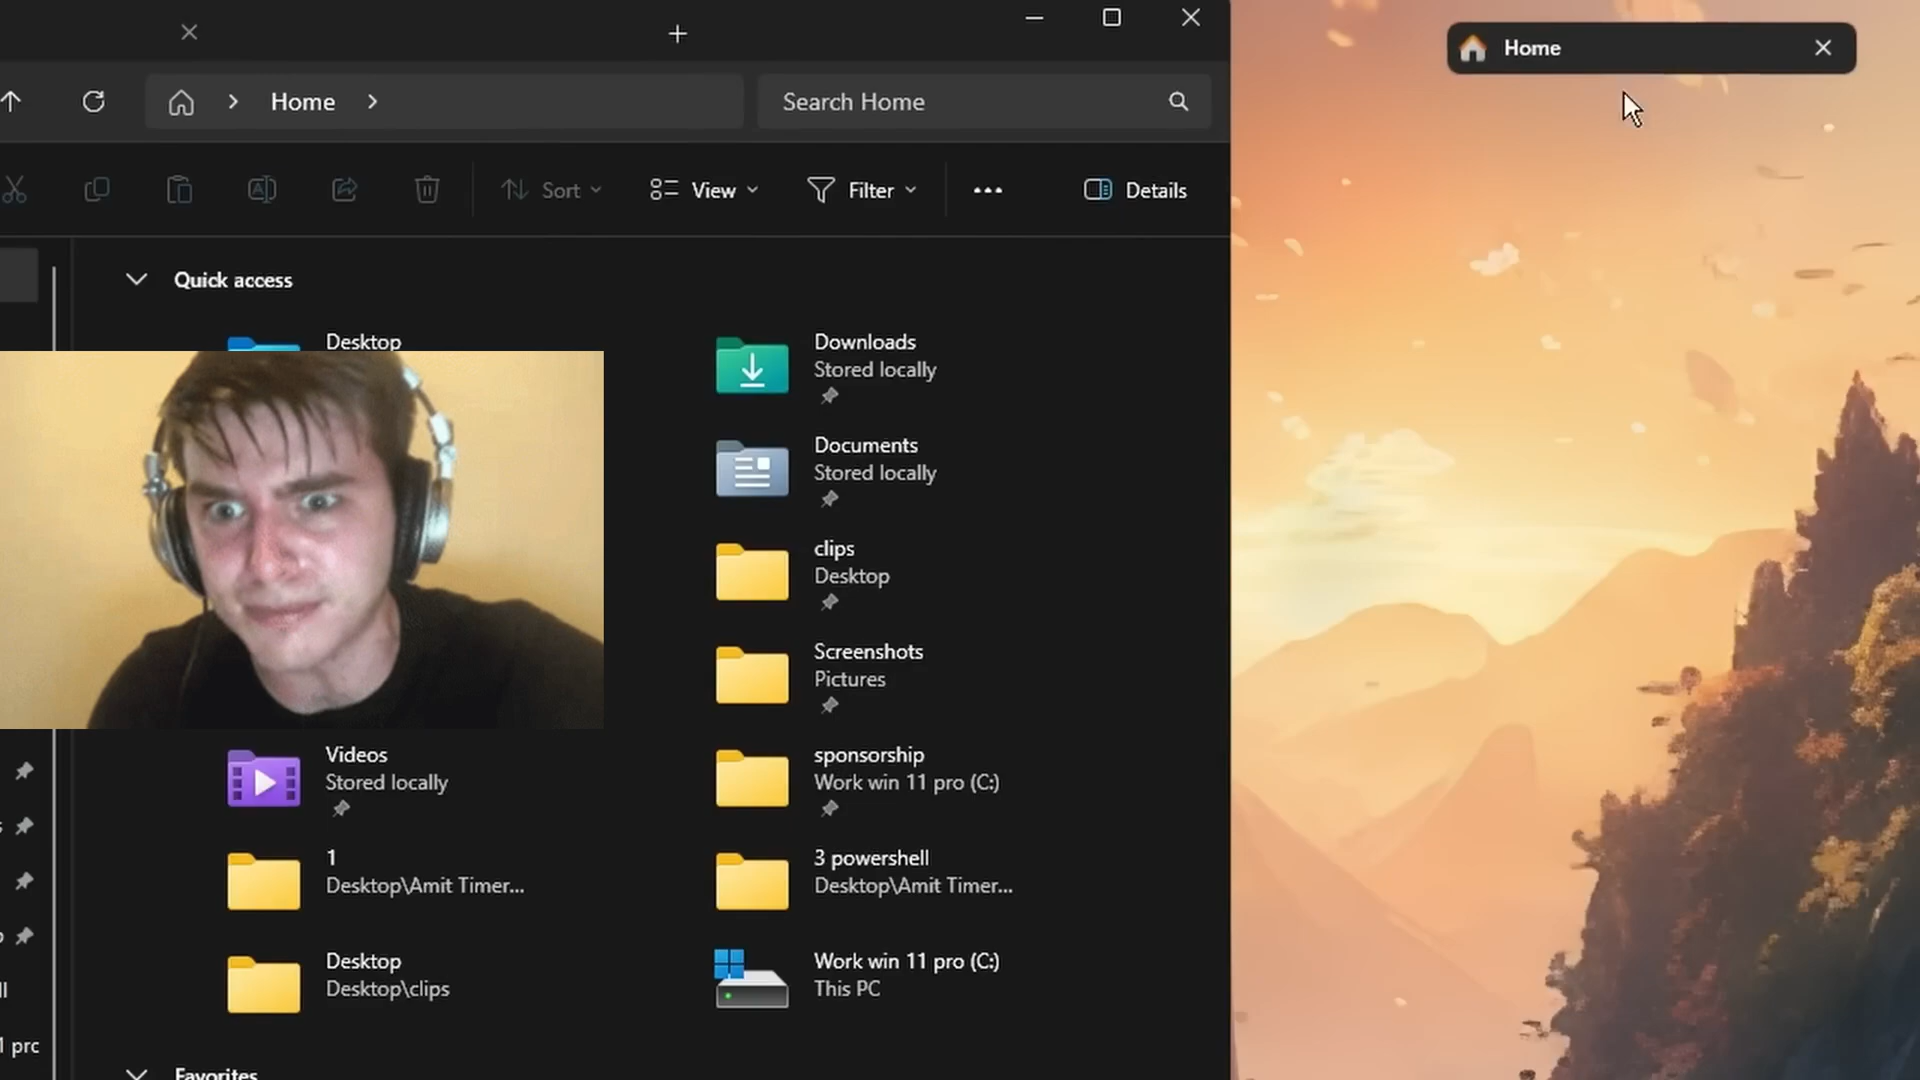 Home
Home
Search Home
Sort
View
Filter
Details
Quick access
Desktop
Downloads
Stored locally
Documents
Stored locally
clips
Desktop
Screenshots
Pictures
Videos
Stored locally
sponsorship
Work win 11 pro (C:)
1
Desktop\Amit Timer...
3 powershell
Desktop\Amit Timer...
Desktop
Desktop\clips
Work win 11 pro (C:)
This PC
Favorites